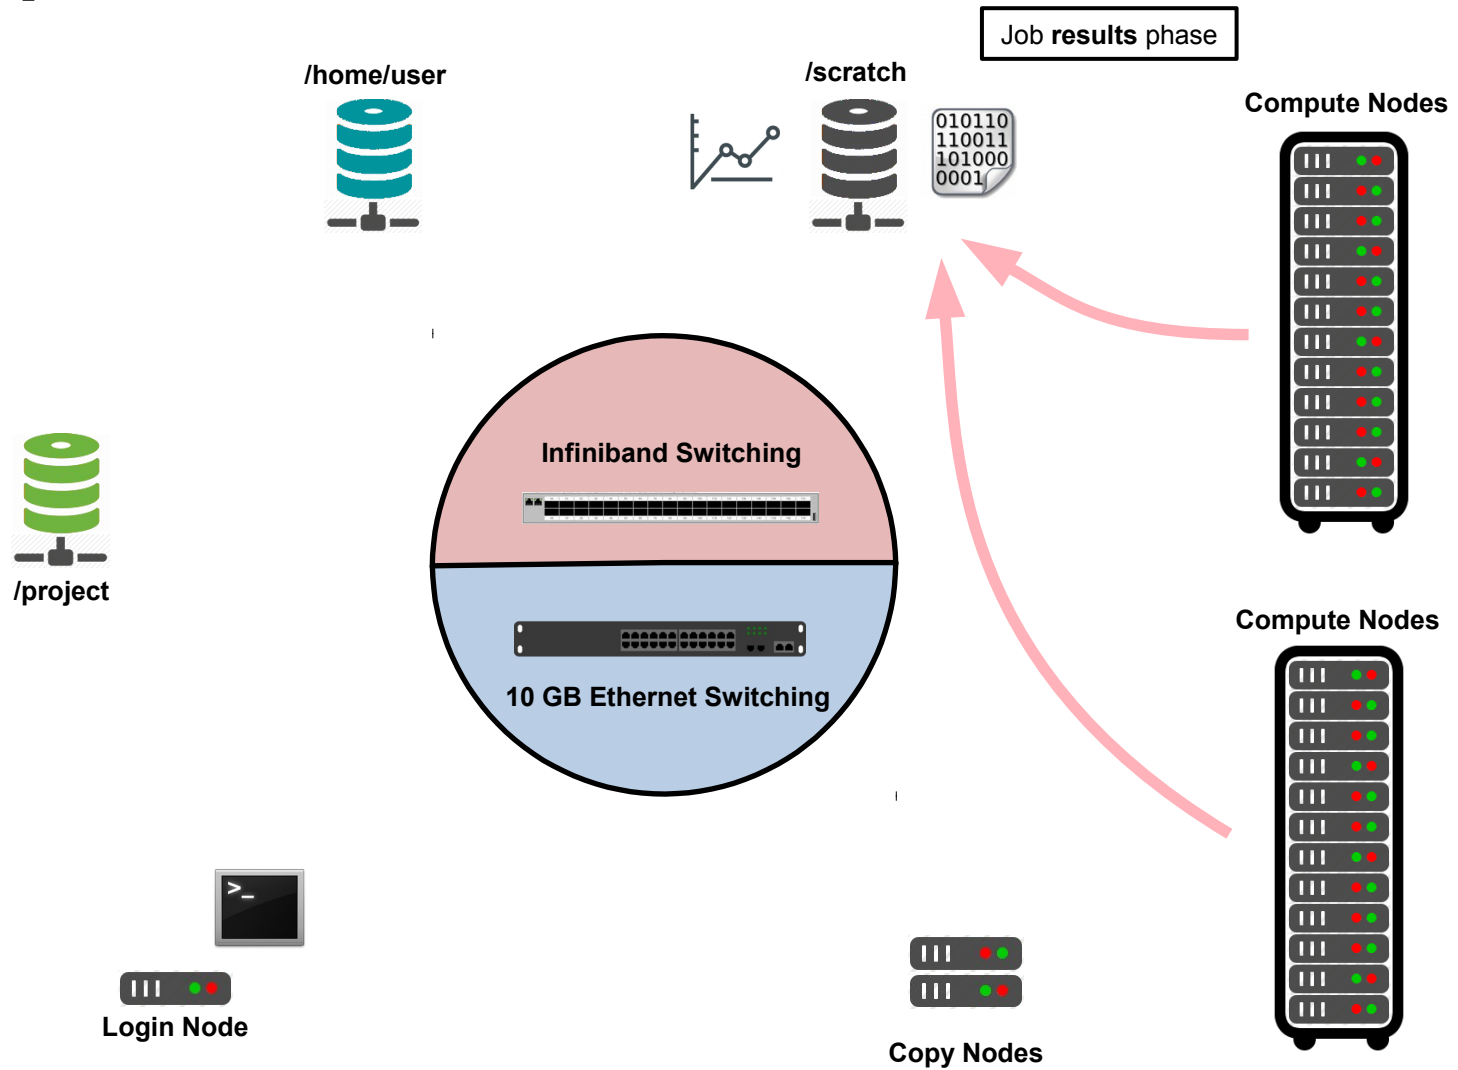 Job results phase
/home/user
/scratch
Compute Nodes
010110
110011
101000
0001
Infiniband Switching
/project
Compute Nodes
10 GB Ethernet Switching
>_
Login Node
Copy Nodes